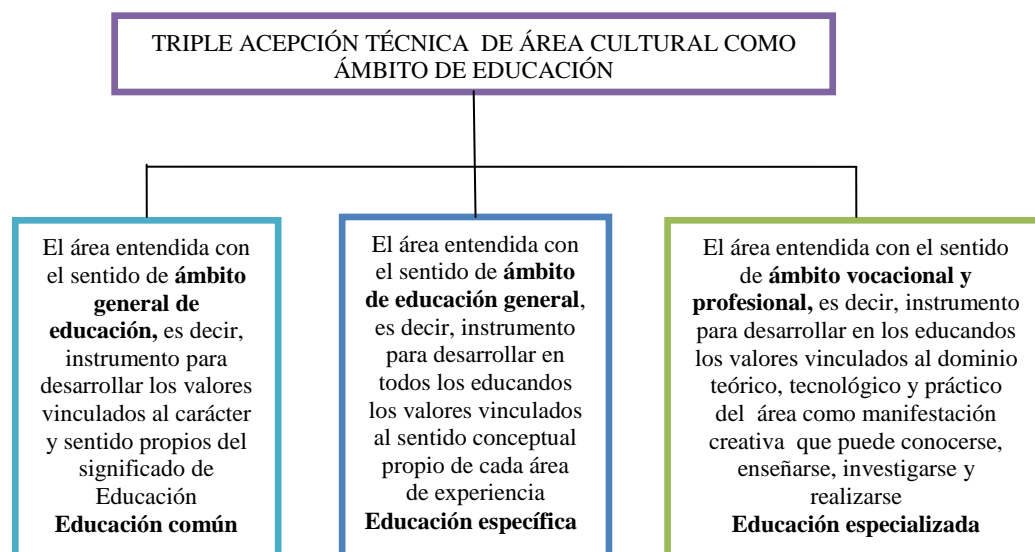 TRIPLE ACEPCIÓN TÉCNICA DE ÁREA CULTURAL COMO
ÁMBITO DE EDUCACIÓN
El área entendida con
el sentido de ámbito
general de
educación, es decir,
instrumento para
desarrollar los valores
vinculados al carácter
y sentido propios del
significado de
Educación
Educación común
El área entendida con
el sentido de ámbito
de educación general,
es decir, instrumento
para desarrollar en
todos los educandos
los valores vinculados
al sentido conceptual
propio de cada área
de experiencia
Educación específica
El área entendida con el sentido
de ámbito vocacional y
profesional, es decir, instrumento
para desarrollar en los educandos
los valores vinculados al dominio
teórico, tecnológico y práctico
del área como manifestación
creativa que puede conocerse,
enseñarse, investigarse y
realizarse
Educación especializada